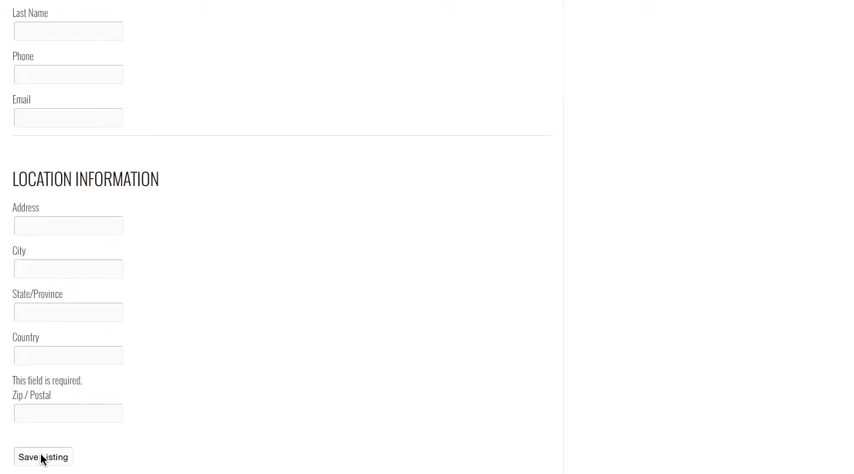 Last Name
Phone
Email
LOCATION INFORMATION
Address
City
State/Province
Country
This field is required.
Zip / Postal
Save Listing